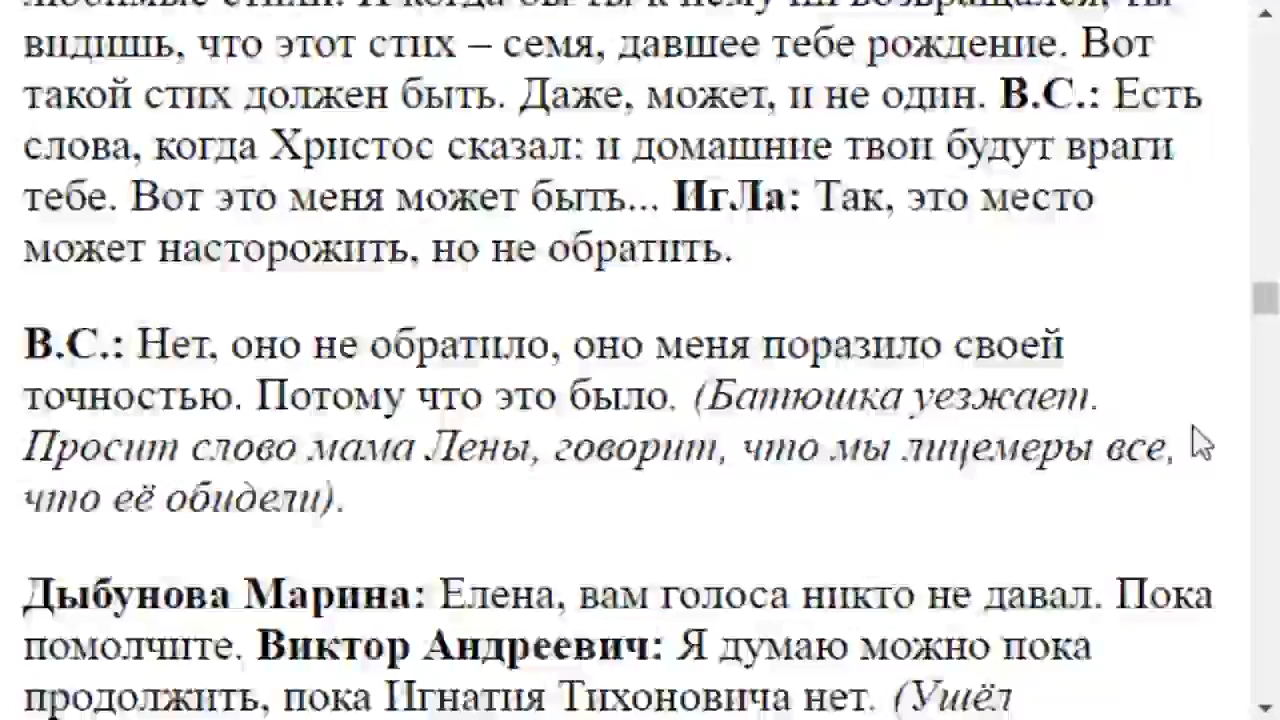 видишь, что этот стих – семя, давшее тебе рождение. Вот
такой стих должен быть. Даже, может, и не один. В.С.: Есть
слова, когда Христос сказал: и домашние твои будут враги
тебе. Вот это меня может быть... ИгЛа: Так, это место
может насторожить, но не обратить.
В.С.: Нет, оно не обратило, оно меня поразило своей
точностью. Потому что это было. (Батюшка уезжает.
Просит слово мама Лены, говорит, что мы лицемеры все,
что её обидели).
Дыбунова Марина: Елена, вам голоса никто не давал. Пока
помолчите. Виктор Андреевич: Я думаю можно пока
продолжить, пока Игнатия Тихоновича нет. (Ушёл